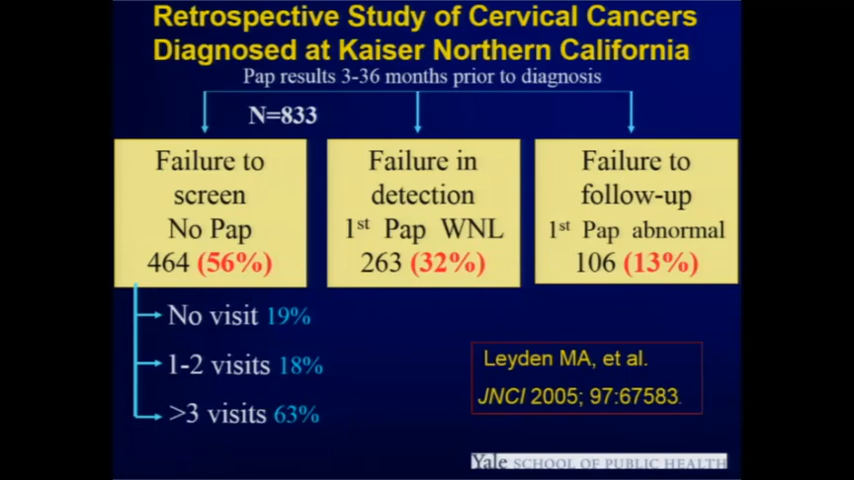 Retrospective Study of Cervical Cancers
Diagnosed at Kaiser Northern California
Pap results 3-36 months prior to diagnosis
N=833
Failure to
screen
No Pap
464 (56%)
Failure in
detection
1st Pap WNL
263 (32%)
Failure to
follow-up
1st Pap abnormal
106 (13%)
No visit 19%
1-2 visits 18%
>3 visits 63%
Leyden MA, et al.
JNCI 2005; 97:67583.
Yale SCHOOL OF PUBLIC HEALTH